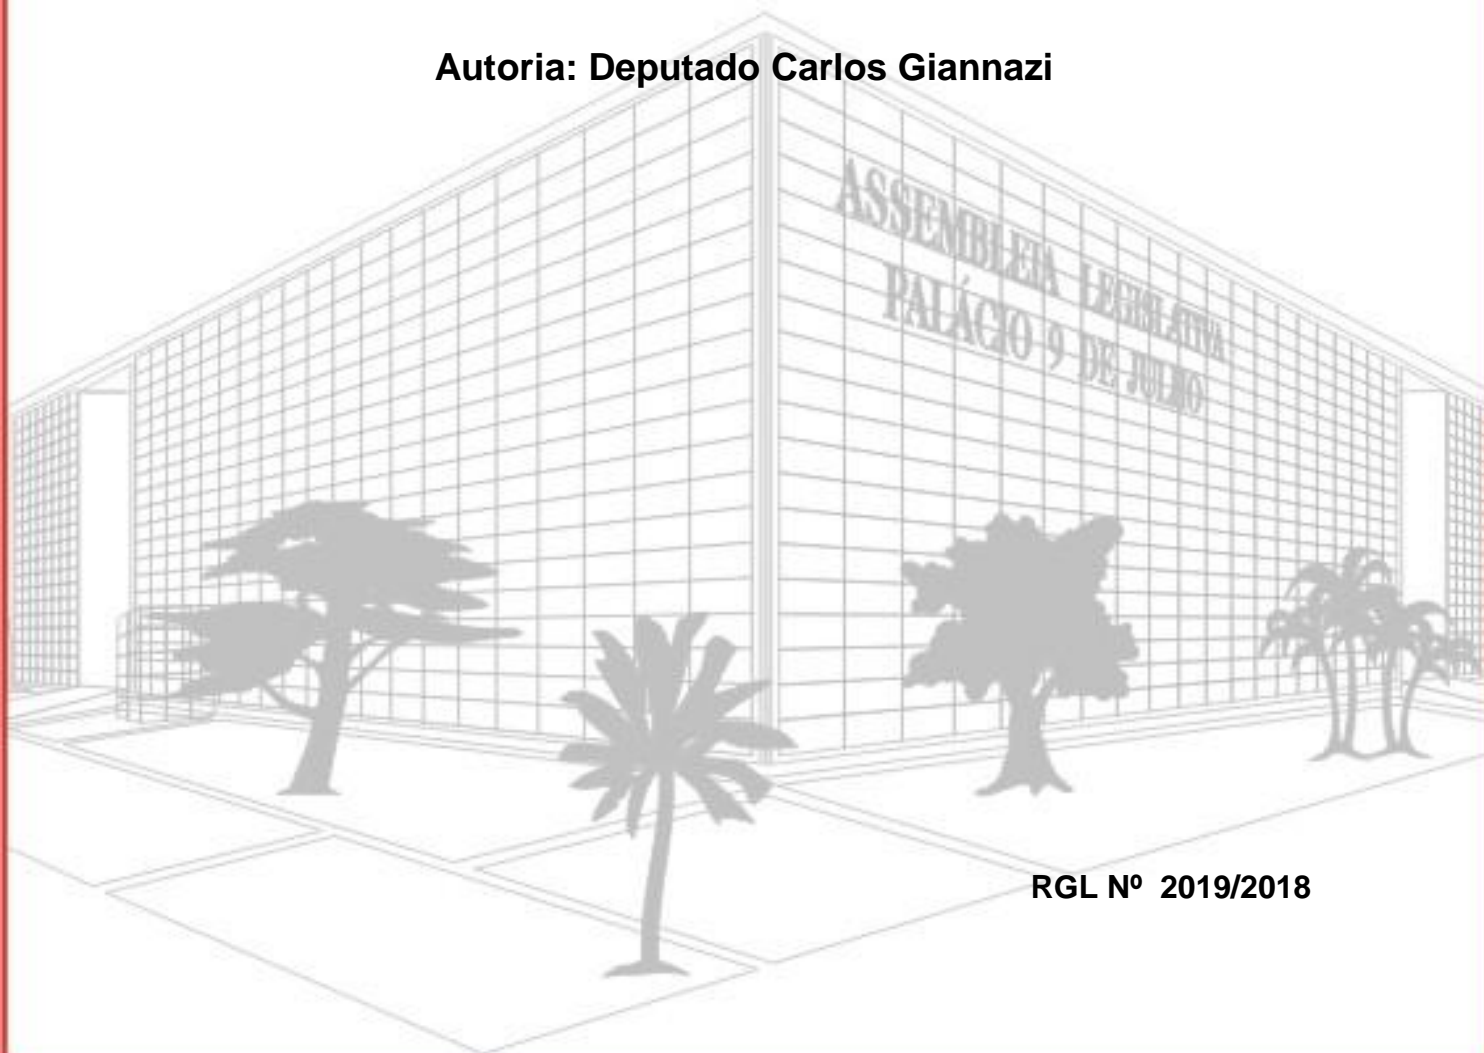 Autoria: Deputado Carlos Giannazi
ASSEMBLEIA LEGISLATIVA
PALÁCIO 9 DE JULHO
RGL Nº 2019/2018